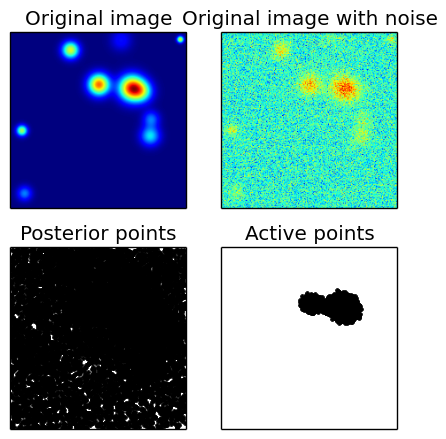 Original image
Original image with noise
Posterior points
Active points